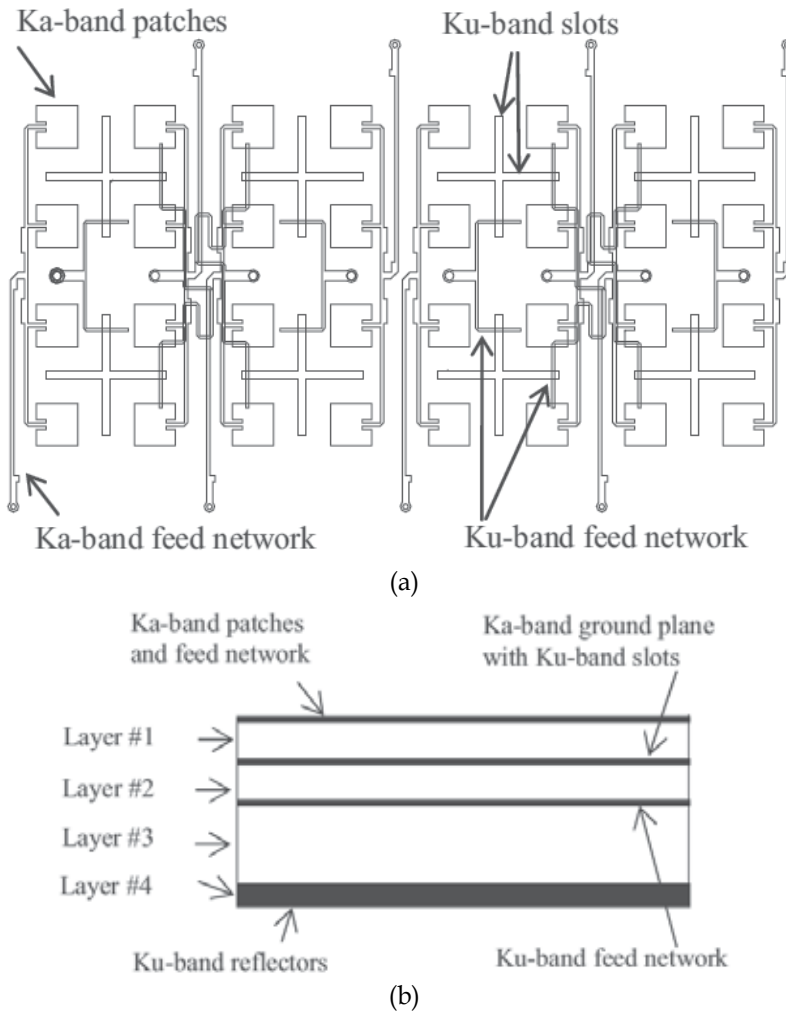 Ka-band patches
Ku-band slots
Ka-band feed network
Ku-band feed network
(a)
Ka-band patches
and feed network
Ka-band ground plane
with Ku-band slots
Layer #1
Layer #2
Layer #3
Layer #4
Ku-band reflectors
Ku-band feed network
(b)